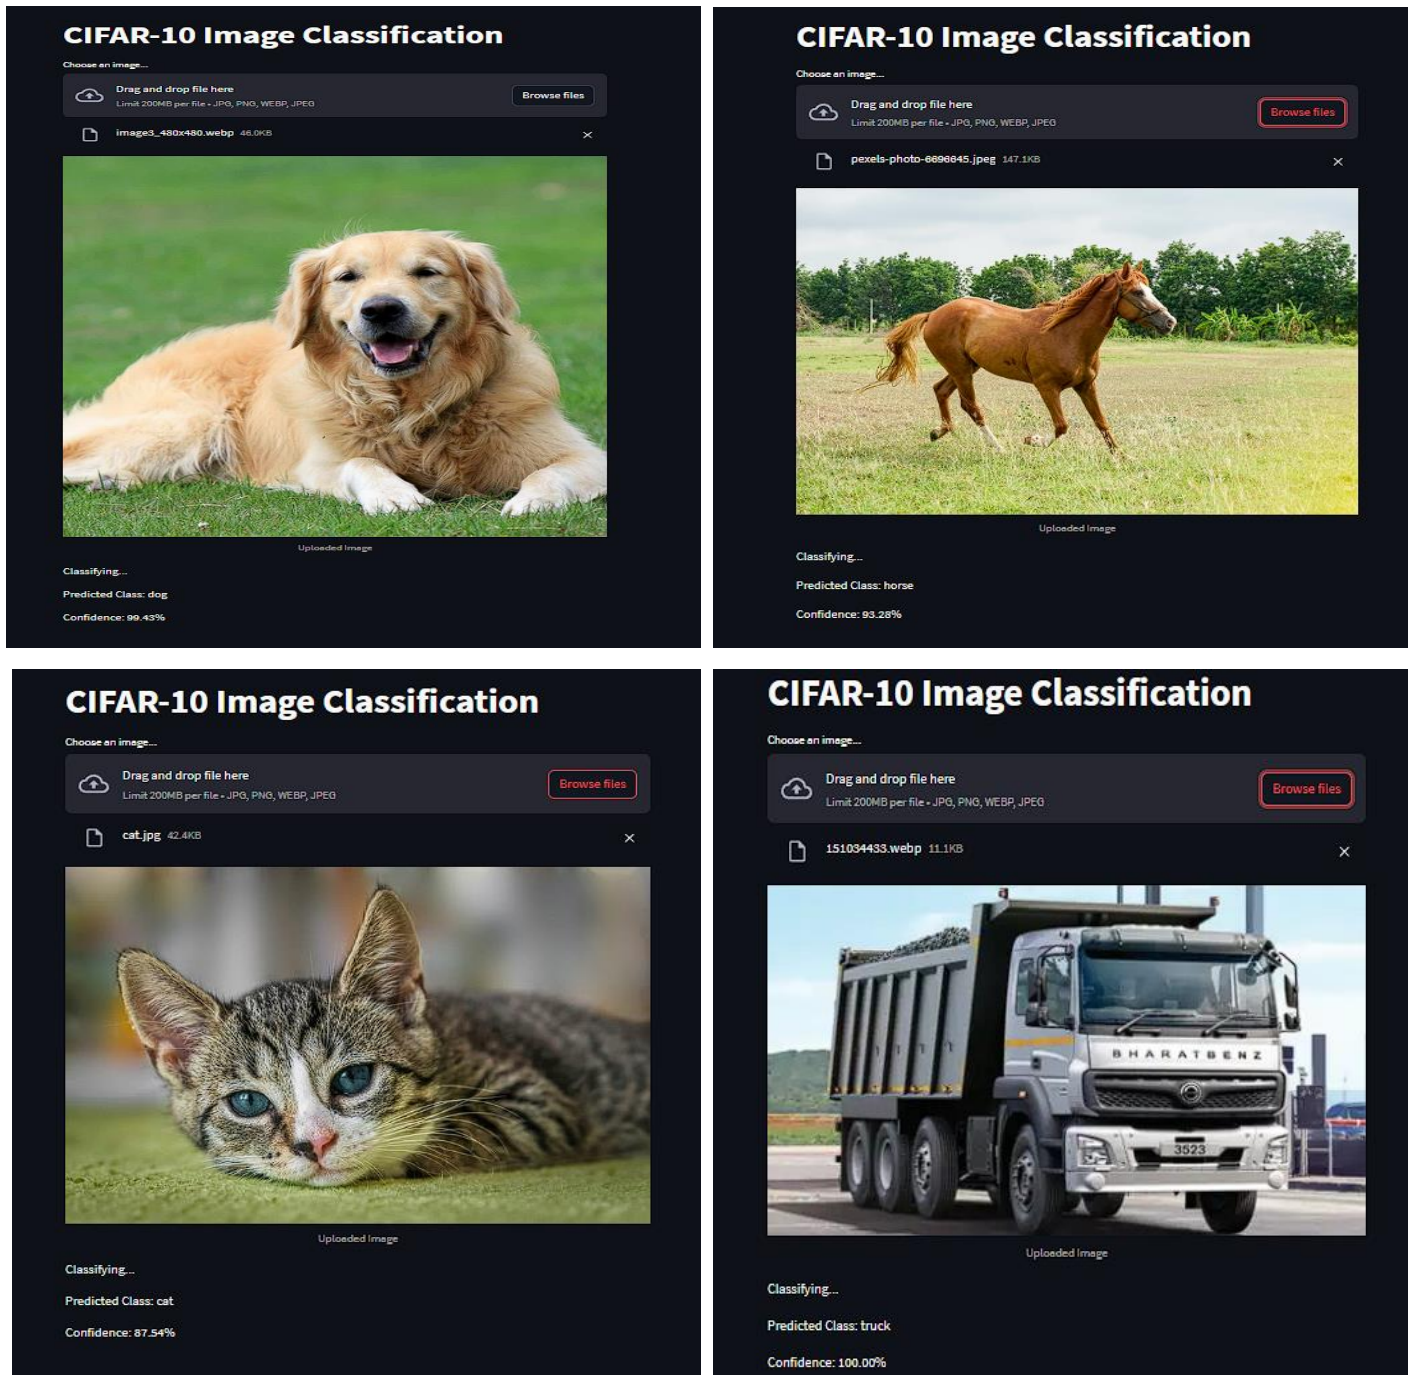 CIFAR-10 Image Classification
Choose an image...
Drag and drop file here
Limit 200MB per file • JPG, PNG, WEBP, JPEG
Browse files
image3_480x480.webp 46.0KB
Uploaded Image
Classifying...
Predicted Class: dog
Confidence: 99.43%
CIFAR-10 Image Classification
Choose an image...
Drag and drop file here
Limit 200MB per file • JPG, PNG, WEBP, JPEG
Browse files
pexels-photo-6696645.jpeg 147.1KB
Uploaded Image
Classifying...
Predicted Class: horse
Confidence: 93.28%
CIFAR-10 Image Classification
Choose an image...
Drag and drop file here
Limit 200MB per file • JPG, PNG, WEBP, JPEG
Browse files
cat.jpg 42.4KB
Uploaded Image
Classifying...
Predicted Class: cat
Confidence: 87.54%
CIFAR-10 Image Classification
Choose an image...
Drag and drop file here
Limit 200MB per file • JPG, PNG, WEBP, JPEG
Browse files
151034433.webp 11.1KB
BHARATBENZ
3523
Uploaded Image
Classifying...
Predicted Class: truck
Confidence: 100.00%